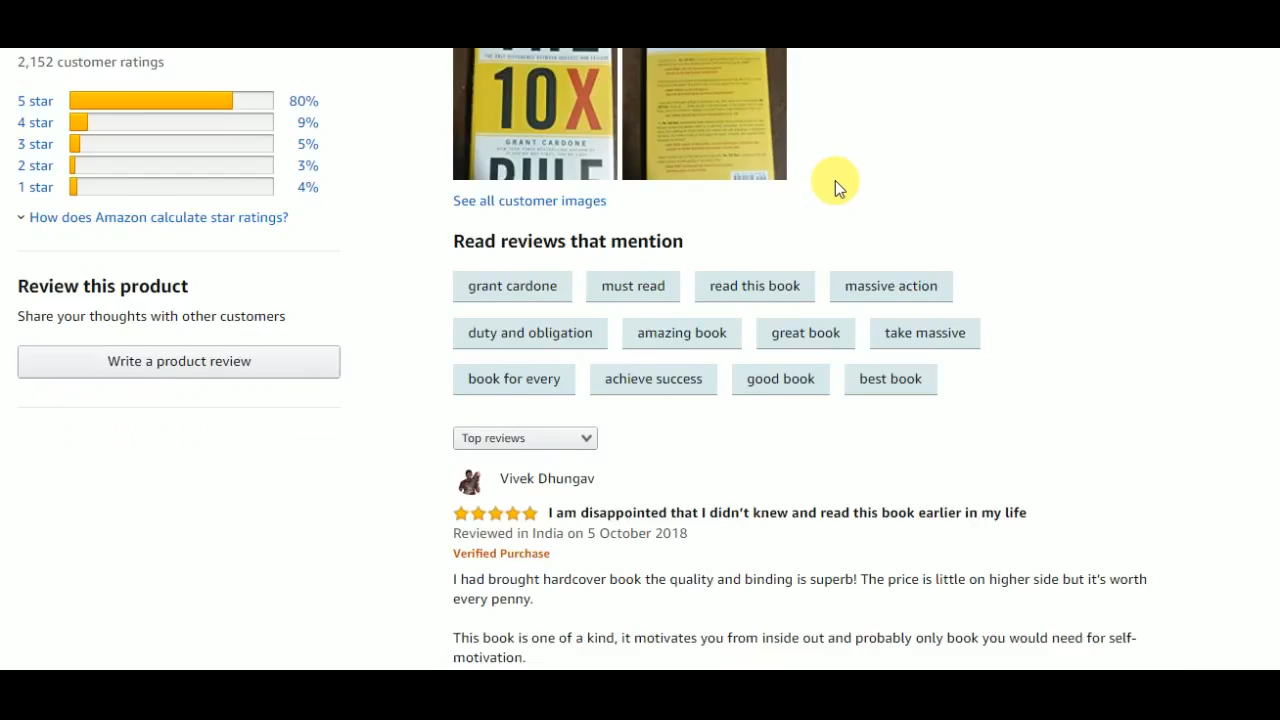 2,152 customer ratings
5 star 80%
4 star 9%
3 star 5%
2 star 3%
1 star 4%
How does Amazon calculate star ratings?
Review this product
Share your thoughts with other customers
Write a product review
10X
GRANT CARDONE
RULE
See all customer images
Read reviews that mention
grant cardone must read read this book massive action
duty and obligation amazing book great book take massive
book for every achieve success good book best book
Top reviews
Vivek Dhungav
I am disappointed that I didn’t knew and read this book earlier in my life
Reviewed in India on 5 October 2018
Verified Purchase
I had brought hardcover book the quality and binding is superb! The price is little on higher side but it’s worth
every penny.
This book is one of a kind, it motivates you from inside out and probably only book you would need for self-
motivation.